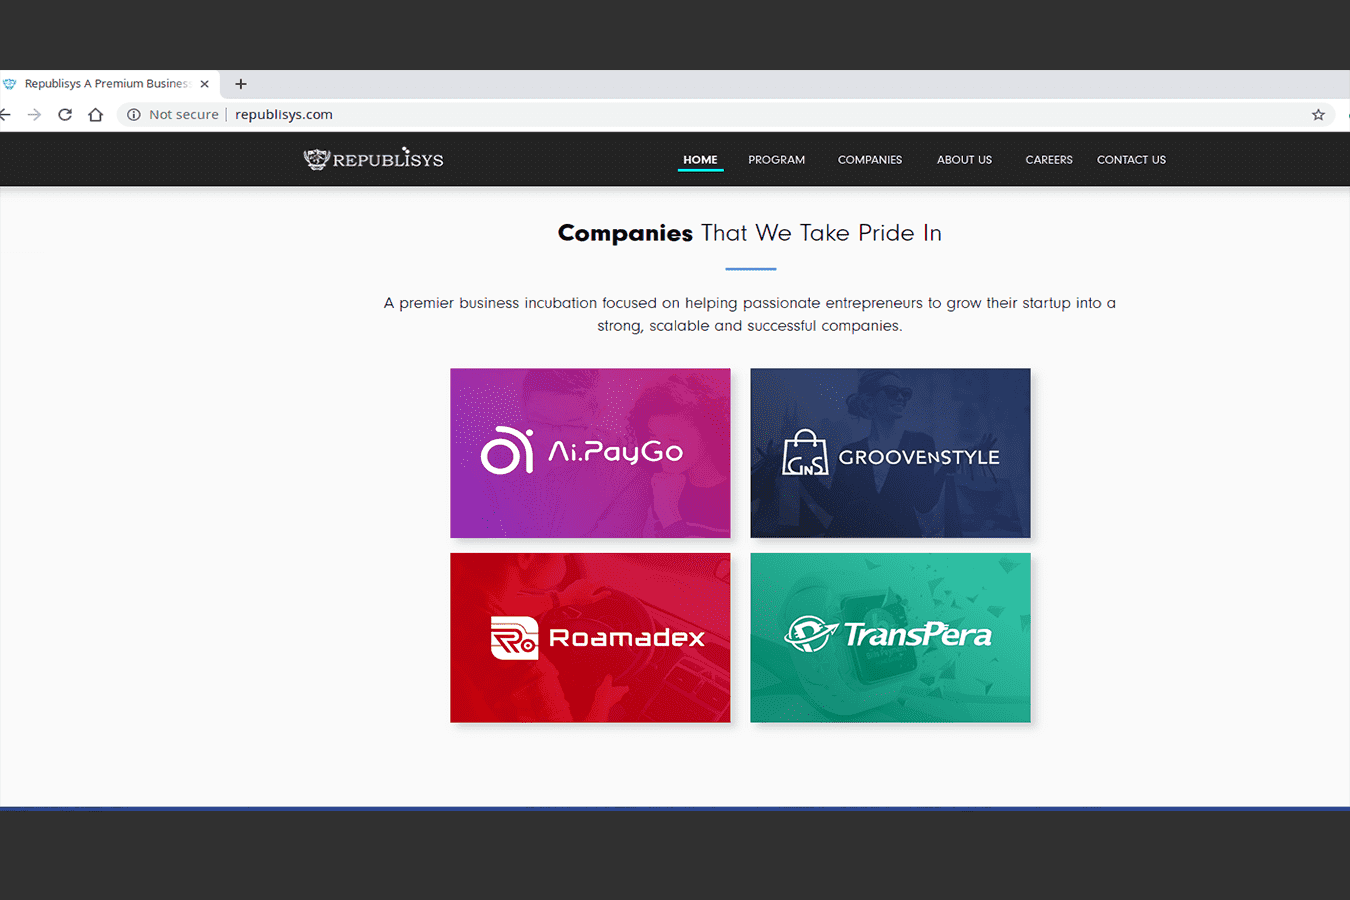 Republisys A Premium Busines
Not secure republisys.com
REPUBLISYS HOME PROGRAM COMPANIES ABOUT US CAREERS CONTACT US
Companies That We Take Pride In
A premier business incubation focused on helping passionate entrepreneurs to grow their startup into a
strong, scalable and successful companies.
Ai.PayGo
GNS GROOVENSTYLE
Roamadex
TransPera